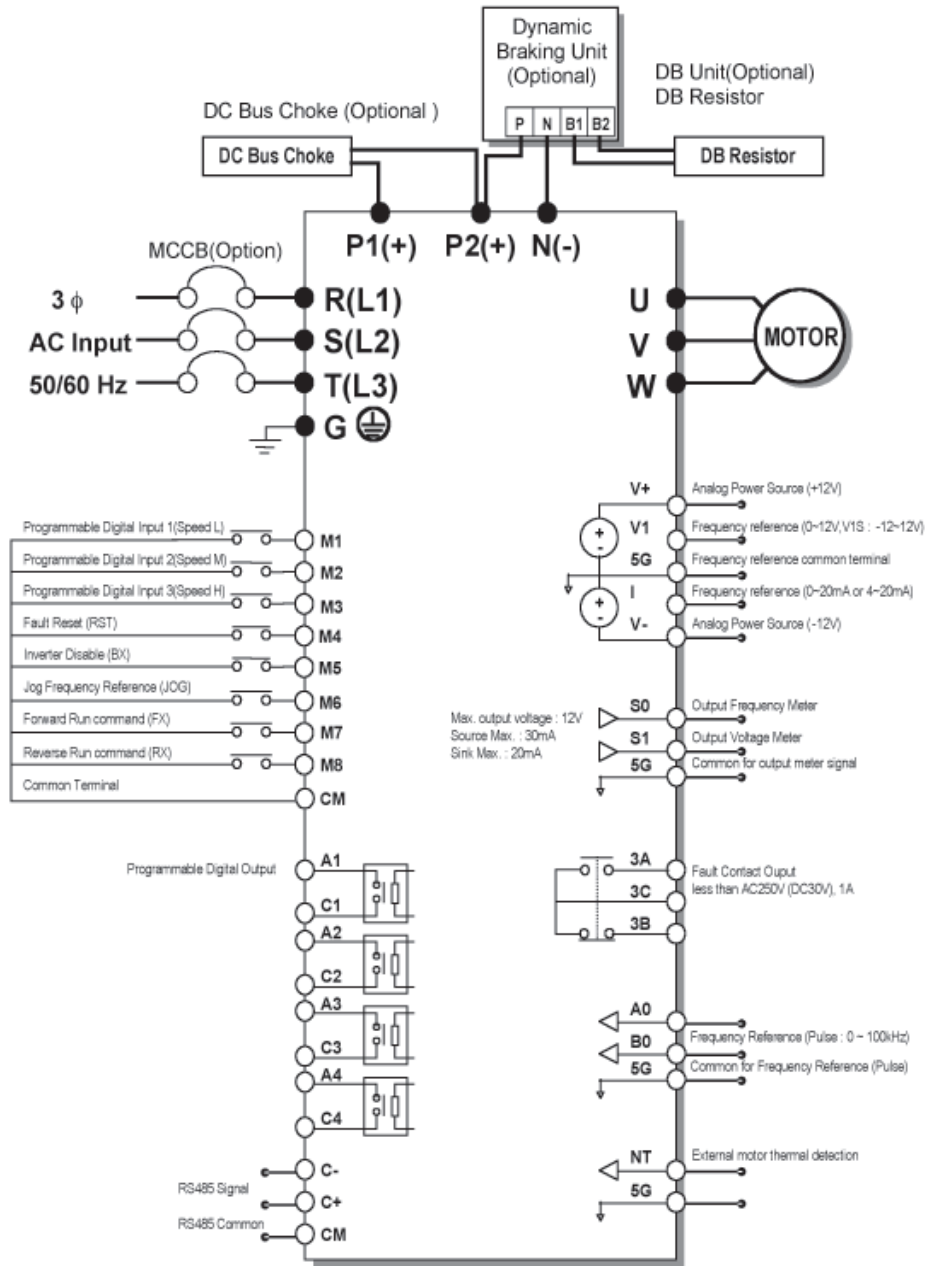 Dynamic
Braking Unit
(Optional)
P N B1 B2
DB Unit(Optional)
DB Resistor
DC Bus Choke (Optional )
DC Bus Choke
DB Resistor
P1(+) P2(+) N(-)
MCCB(Option)
3 ϕ
AC Input
50/60 Hz
R(L1)
S(L2)
T(L3)
G
U
V
W
MOTOR
Programmable Digital Input 1(Speed L)
M1
Programmable Digital Input 2(Speed M)
M2
Programmable Digital Input 3(Speed H)
M3
Fault Reset (RST)
M4
Inverter Disable (BX)
M5
Jog Frequency Reference (JOG)
M6
Forward Run command (FX)
M7
Reverse Run command (RX)
M8
Common Terminal
CM
V+
Analog Power Source (+12V)
V1
Frequency reference (0~12V,V1S : -12~12V)
5G
Frequency reference common terminal
I
Frequency reference (0~20mA or 4~20mA)
V-
Analog Power Source (-12V)
+
-
+
-
Max. output voltage : 12V
Source Max. : 30mA
Sink Max. : 20mA
S0
Output Frequency Meter
S1
Output Voltage Meter
5G
Common for output meter signal
Programmable Digital Output
A1
C1
A2
C2
A3
C3
A4
C4
3A
Fault Contact Ouput
less than AC250V (DC30V), 1A
3C
3B
A0
Frequency Reference (Pulse : 0 ~ 100kHz)
B0
5G
Common for Frequency Reference (Pulse)
NT
External motor thermal detection
5G
C-
RS485 Signal
C+
RS485 Common
CM